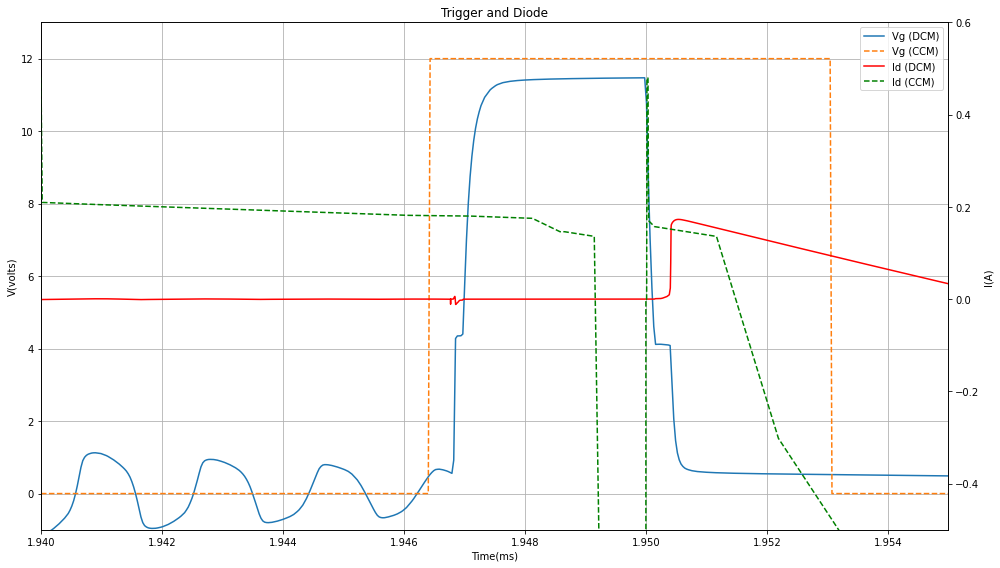 Trigger and Diode
Vg (DCM)
Vg (CCM)
Id (DCM)
Id (CCM)
V(volts)
12
10
8
6
4
2
0
0.6
0.4
0.2
0.0
−0.2
−0.4
I(A)
1.940
1.942
1.944
1.946
1.948
1.950
1.952
1.954
Time(ms)